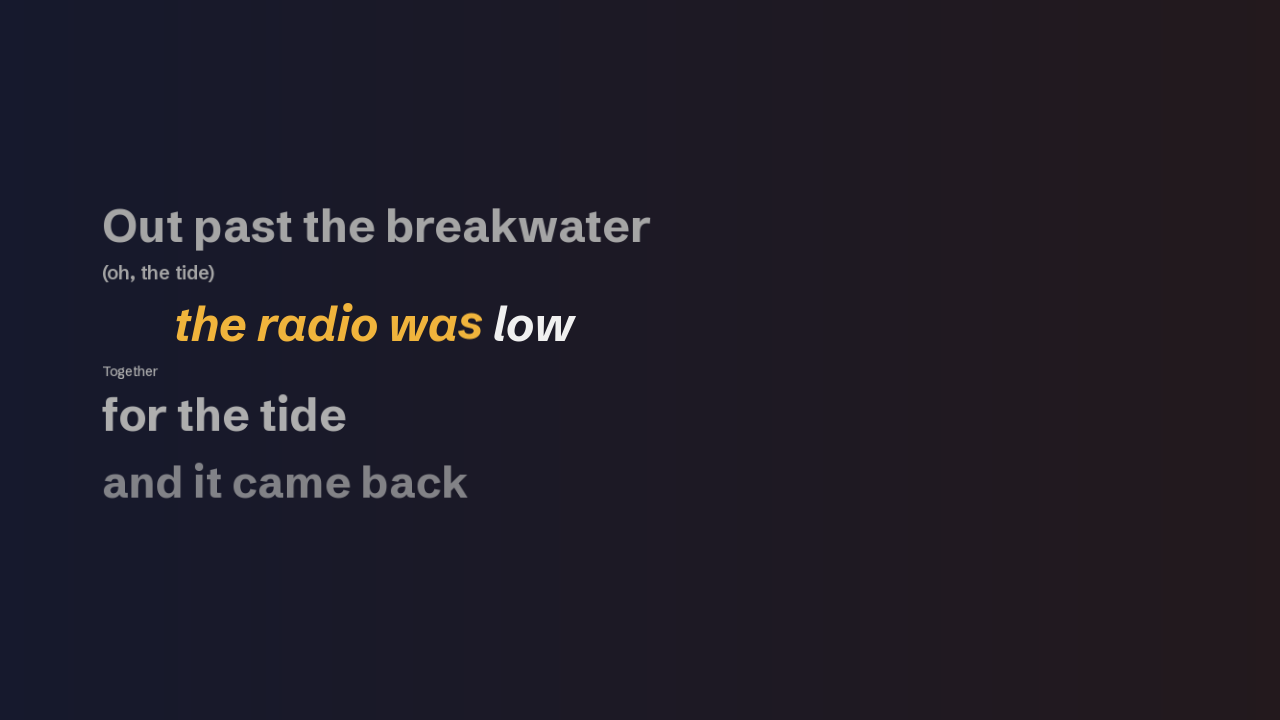 Out past the breakwater
(oh, the tide)
the radio was low
Together
for the tide
and it came back